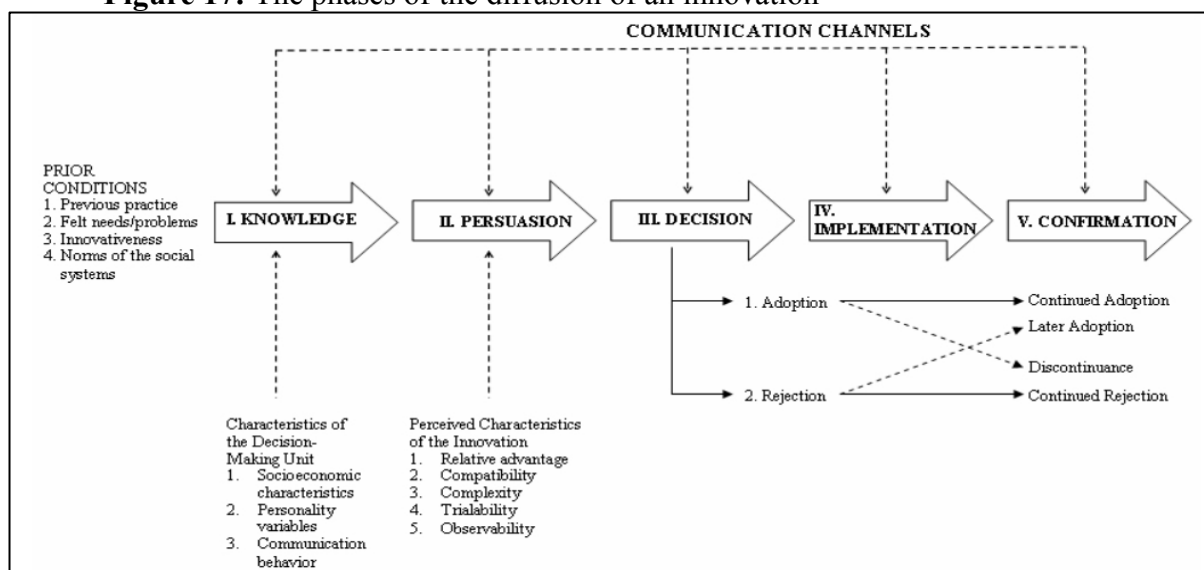 Figure 17. The phases of the diffusion of an innovation
COMMUNICATION CHANNELS
PRIOR
CONDITIONS
1. Previous practice
2. Felt needs/problems
3. Innovativeness
4. Norms of the social
systems
I. KNOWLEDGE
II. PERSUASION
III. DECISION
IV.
IMPLEMENTATION
V. CONFIRMATION
1. Adoption
2. Rejection
Continued Adoption
Later Adoption
Discontinuance
Continued Rejection
Characteristics of
the Decision-
Making Unit
1. Socioeconomic
characteristics
2. Personality
variables
3. Communication
behavior
Perceived Characteristics
of the Innovation
1. Relative advantage
2. Compatibility
3. Complexity
4. Trialability
5. Observability